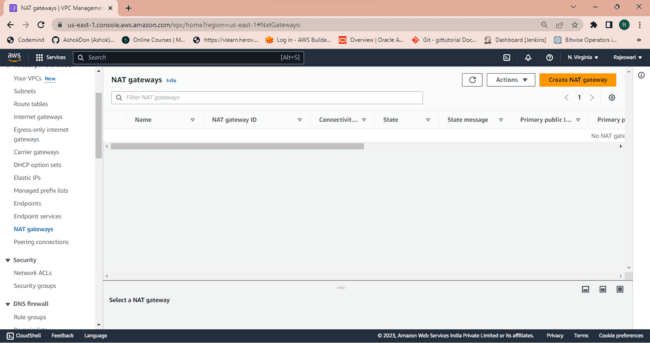 NAT gateways | VPC Manageme
us-east-1.console.aws.amazon.com/vpc/home?region=us-east-1#NatGateways:
Codemind
AshokDon (Ashok)...
Online Courses | M...
https://vlearn.herovi...
Log in - AWS Builde...
Overview | Oracle A...
Git - gittutorial Doc...
Dashboard [Jenkins]
Bitwise Operators i...
aws
Services
Search
[Alt+S]
N. Virginia
Rajenwari
Your VPCs New
Subnets
Route tables
Internet gateways
Egress-only internet
gateways
Carrier gateways
DHCP option sets
Elastic IPs
Managed prefix lists
Endpoints
Endpoint services
NAT gateways
Peering connections
Security
Network ACLs
Security groups
DNS firewall
Rule groups
NAT gateways Info
Actions
Create NAT gateway
Filter NAT gateways
1
Name
NAT gateway ID
Connectivit...
State
State message
Primary public I...
Primary p
No NAT gate
Select a NAT gateway
CloudShell
Feedback
Language
© 2023, Amazon Web Services India Private Limited or its affiliates.
Privacy
Terms
Cookie preferences